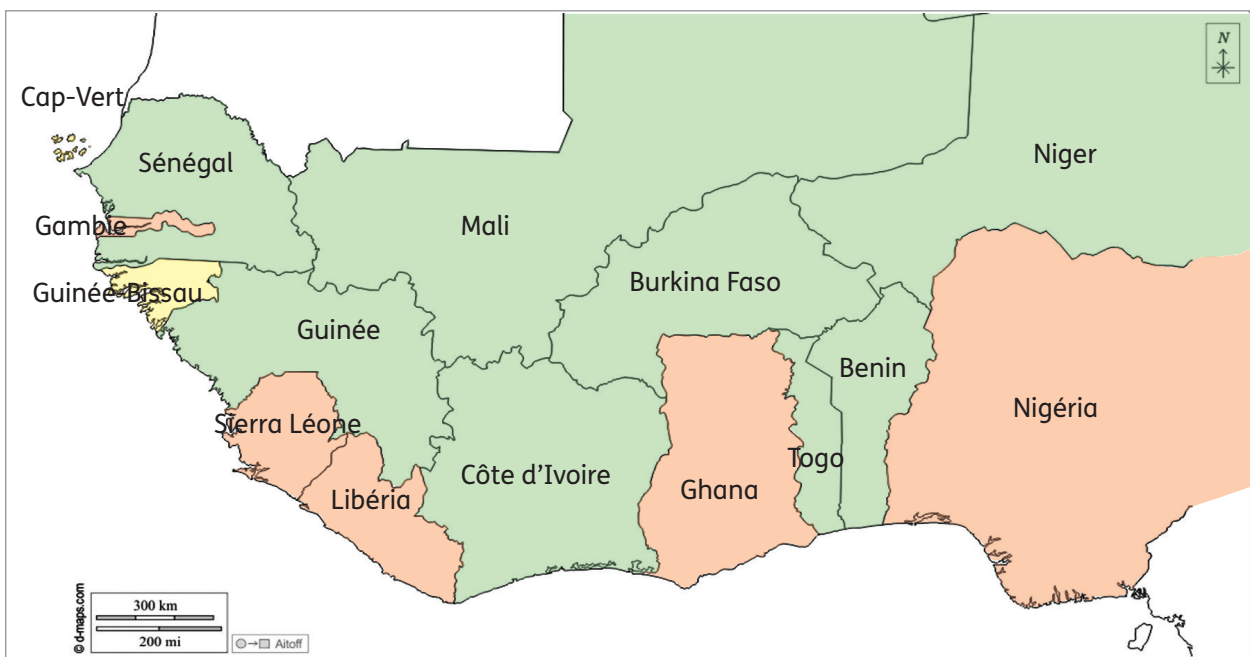 N
Cap-Vert
Sénégal
Niger
Gambie
Mali
Burkina Faso
Guinée-Bissau
Guinée
Benin
Nigéria
Sierra Léone
Togo
Côte d’Ivoire
Ghana
Libéria
© d-maps.com
300 km
200 mi
Aitoff